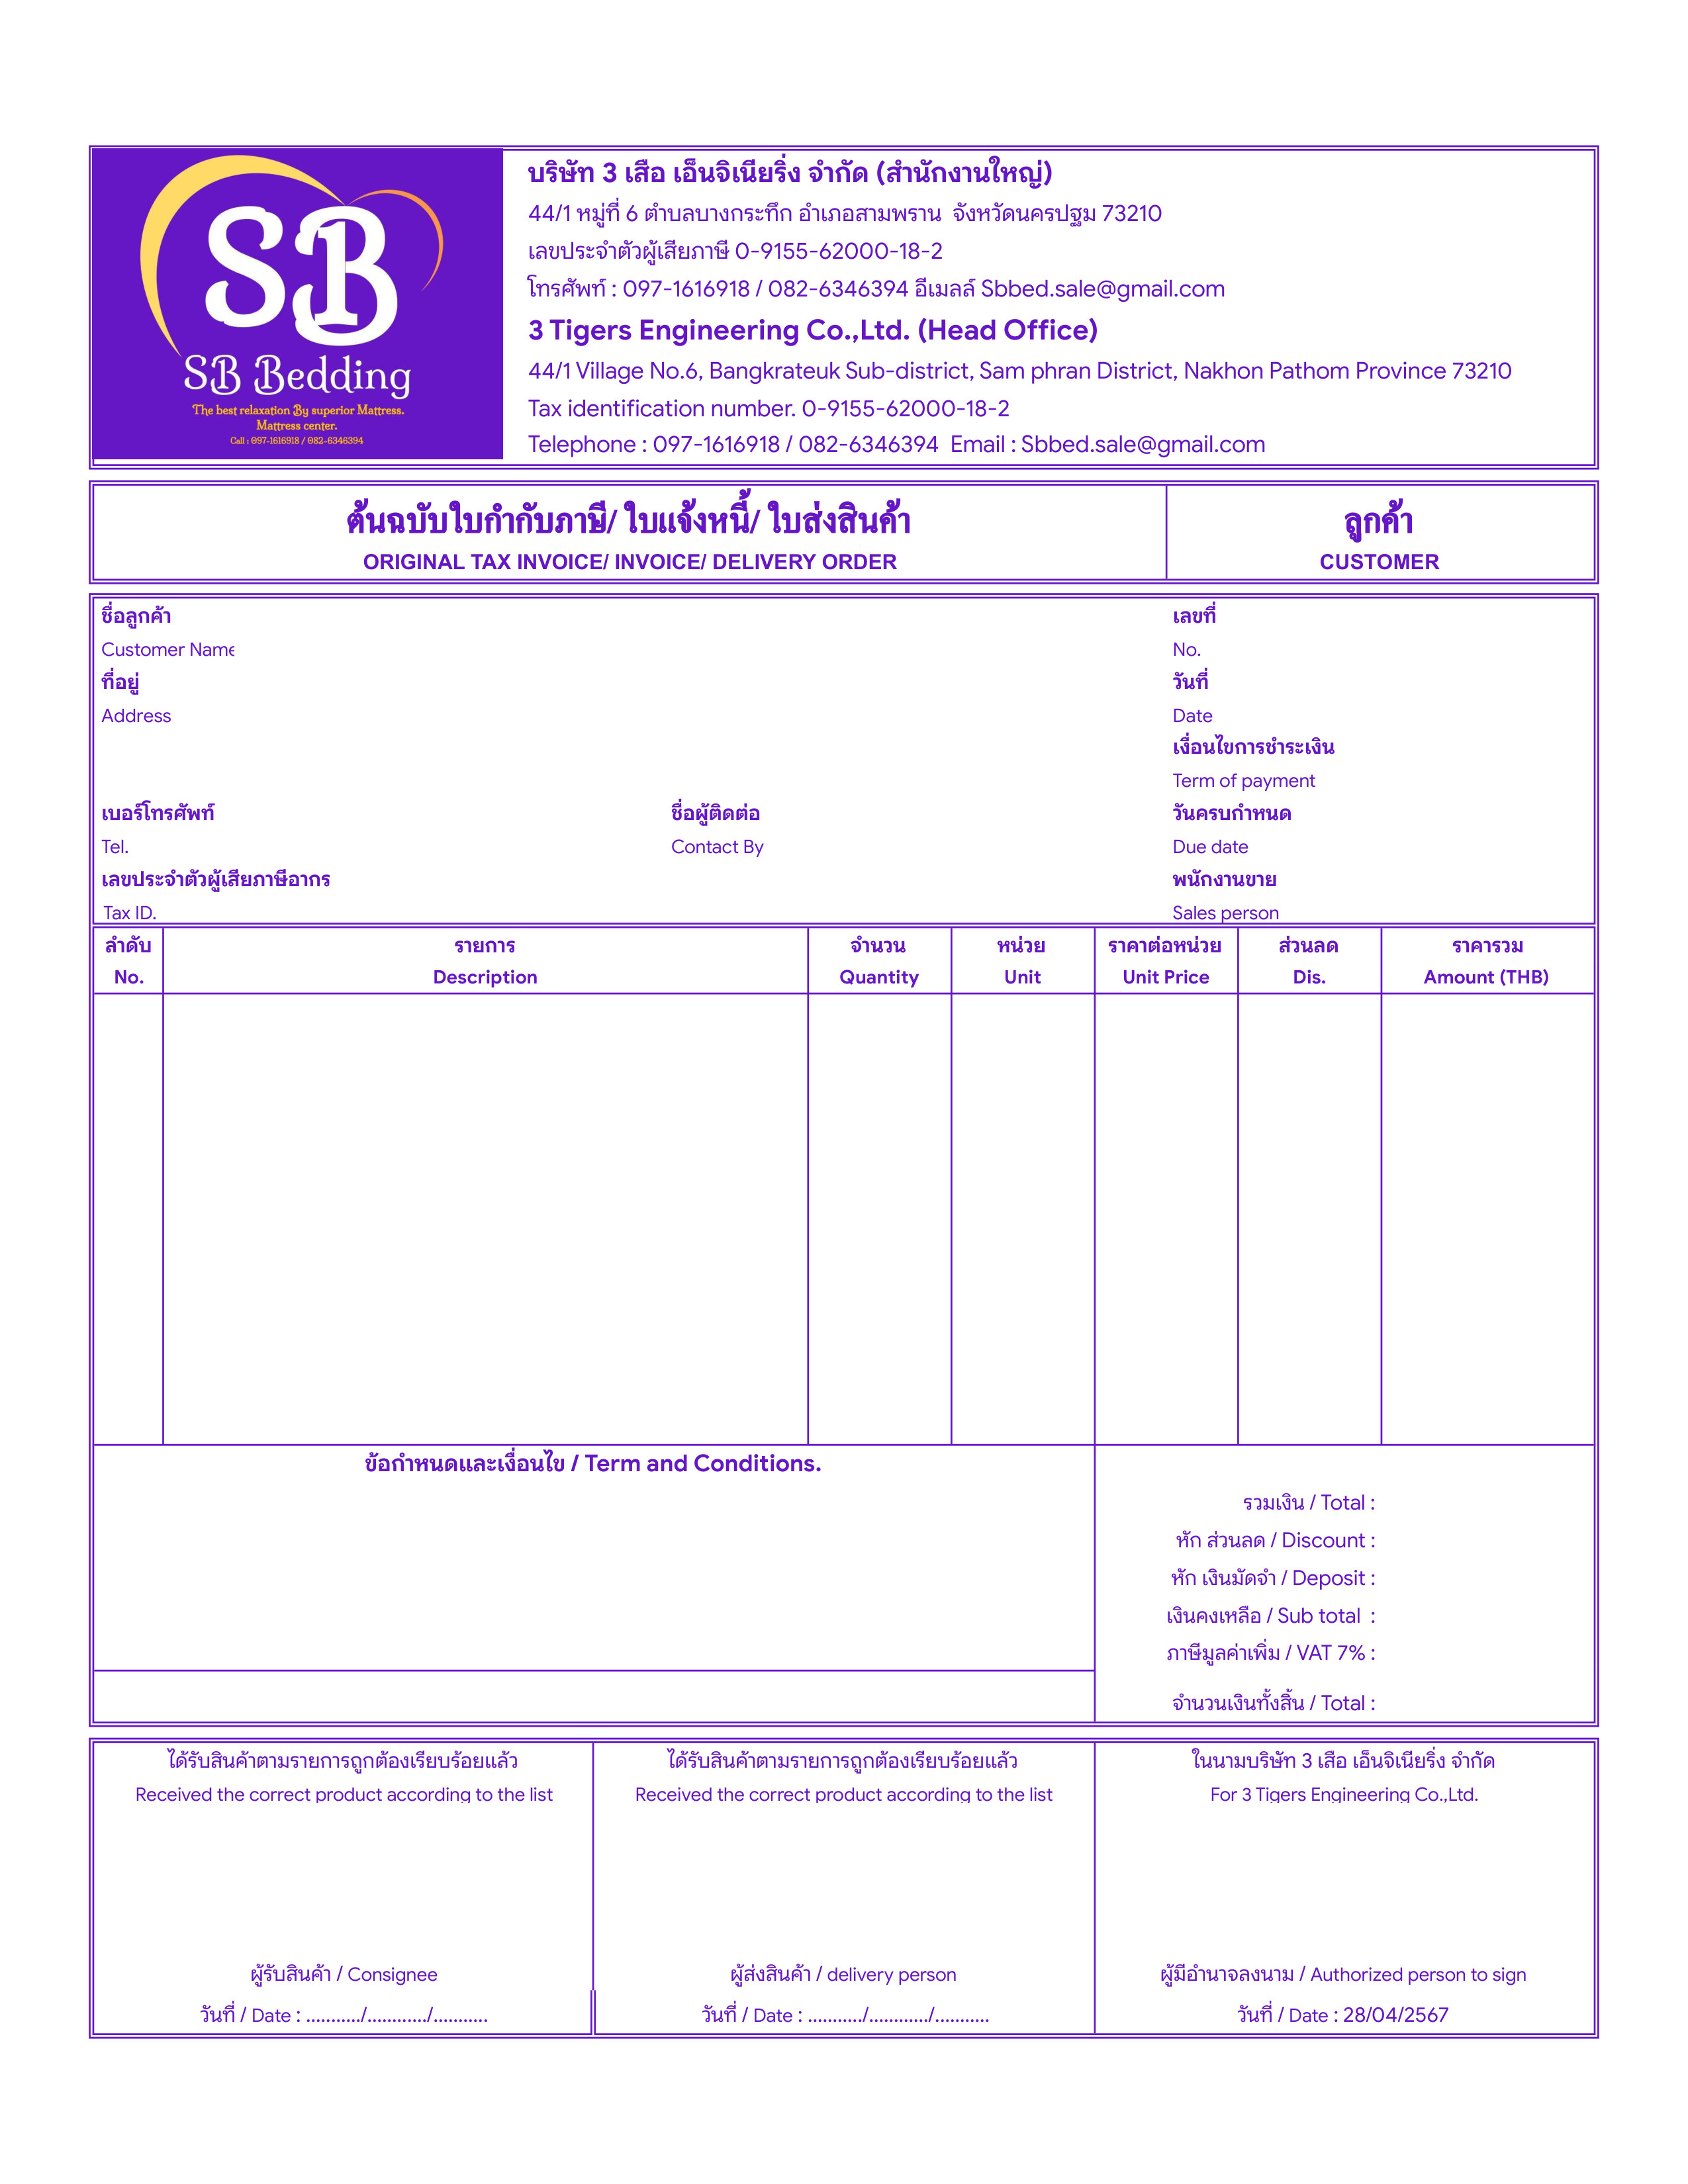 SB
SB Bedding
The best relaxation By superior Mattress.
Mattress center.
Call : 097-1616918 / 082-6346394
บริษัท 3 เสือ เอ็นจิเนียริ่ง จำกัด (สำนักงานใหญ่)
44/1 หมู่ที่ 6 ตำบลบางกระทึก อำเภอสามพราน จังหวัดนครปฐม 73210
เลขประจำตัวผู้เสียภาษี 0-9155-62000-18-2
โทรศัพท์ : 097-1616918 / 082-6346394 อีเมลล์ Sbbed.sale@gmail.com
3 Tigers Engineering Co.,Ltd. (Head Office)
44/1 Village No.6, Bangkrateuk Sub-district, Sam phran District, Nakhon Pathom Province 73210
Tax identification number. 0-9155-62000-18-2
Telephone : 097-1616918 / 082-6346394 Email : Sbbed.sale@gmail.com
ต้นฉบับใบกำกับภาษี/ ใบแจ้งหนี้/ ใบส่งสินค้า
ORIGINAL TAX INVOICE/ INVOICE/ DELIVERY ORDER
ลูกค้า
CUSTOMER
ชื่อลูกค้า
Customer Name
ที่อยู่
Address
เบอร์โทรศัพท์
Tel.
ชื่อผู้ติดต่อ
Contact By
เลขประจำตัวผู้เสียภาษีอากร
Tax ID.
เลขที่
No.
วันที่
Date
เงื่อนไขการชำระเงิน
Term of payment
วันครบกำหนด
Due date
พนักงานขาย
Sales person
ลำดับ รายการ จำนวน หน่วย ราคาต่อหน่วย ส่วนลด ราคารวม
No. Description Quantity Unit Unit Price Dis. Amount (THB)
ข้อกำหนดและเงื่อนไข / Term and Conditions.
รวมเงิน / Total :
หัก ส่วนลด / Discount :
หัก เงินมัดจำ / Deposit :
เงินคงเหลือ / Sub total :
ภาษีมูลค่าเพิ่ม / VAT 7% :
จำนวนเงินทั้งสิ้น / Total :
ได้รับสินค้าตามรายการถูกต้องเรียบร้อยแล้ว
Received the correct product according to the list
ผู้รับสินค้า / Consignee
วันที่ / Date : .........../............/...........
ได้รับสินค้าตามรายการถูกต้องเรียบร้อยแล้ว
Received the correct product according to the list
ผู้ส่งสินค้า / delivery person
วันที่ / Date : .........../............/...........
ในนามบริษัท 3 เสือ เอ็นจิเนียริ่ง จำกัด
For 3 Tigers Engineering Co.,Ltd.
ผู้มีอำนาจลงนาม / Authorized person to sign
วันที่ / Date : 28/04/2567